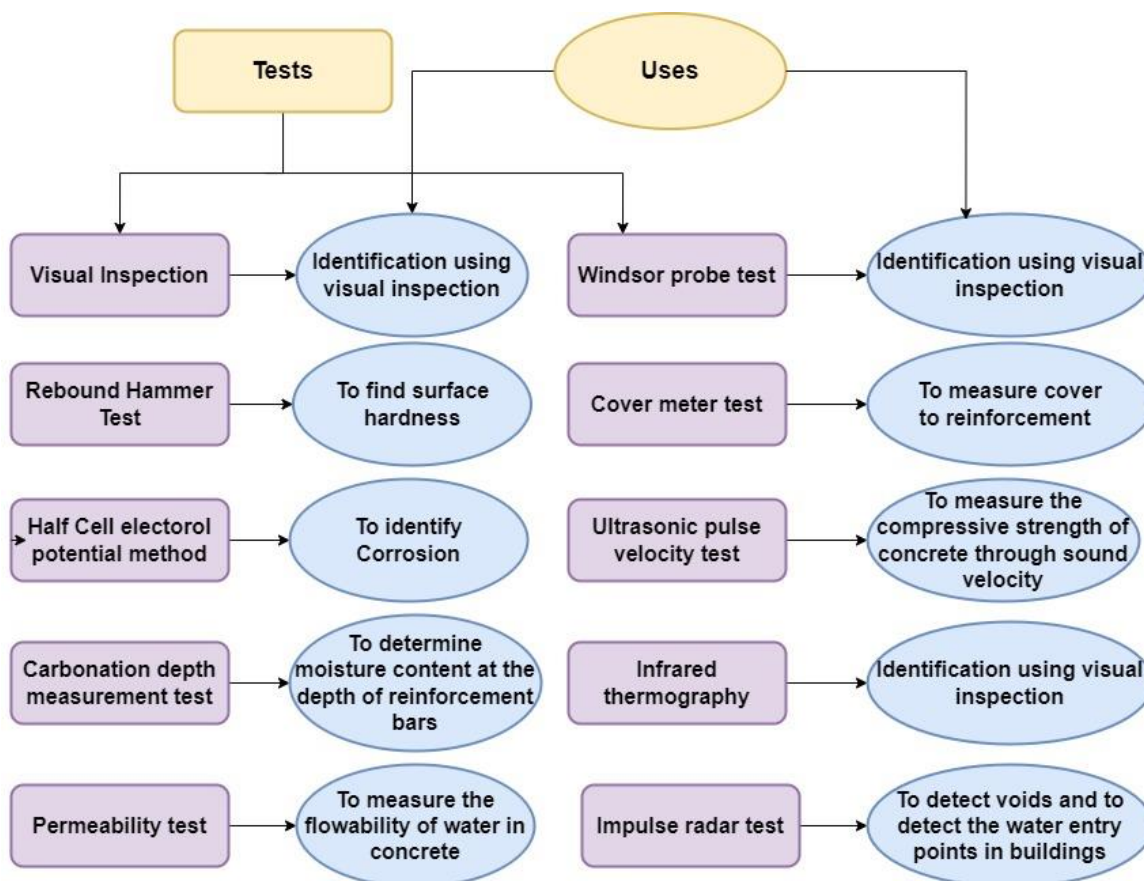 Tests
Uses
Visual Inspection
Identification using
visual inspection
Windsor probe test
Identification using visual
inspection
Rebound Hammer
Test
To find surface
hardness
Cover meter test
To measure cover
to reinforcement
Half Cell electorol
potential method
To identify
Corrosion
Ultrasonic pulse
velocity test
To measure the
compressive strength of
concrete through sound
velocity
Carbonation depth
measurement test
To determine
moisture content at the
depth of reinforcement
bars
Infrared
thermography
Identification using visual
inspection
Permeability test
To measure the
flowability of water in
concrete
Impulse radar test
To detect voids and to
detect the water entry
points in buildings